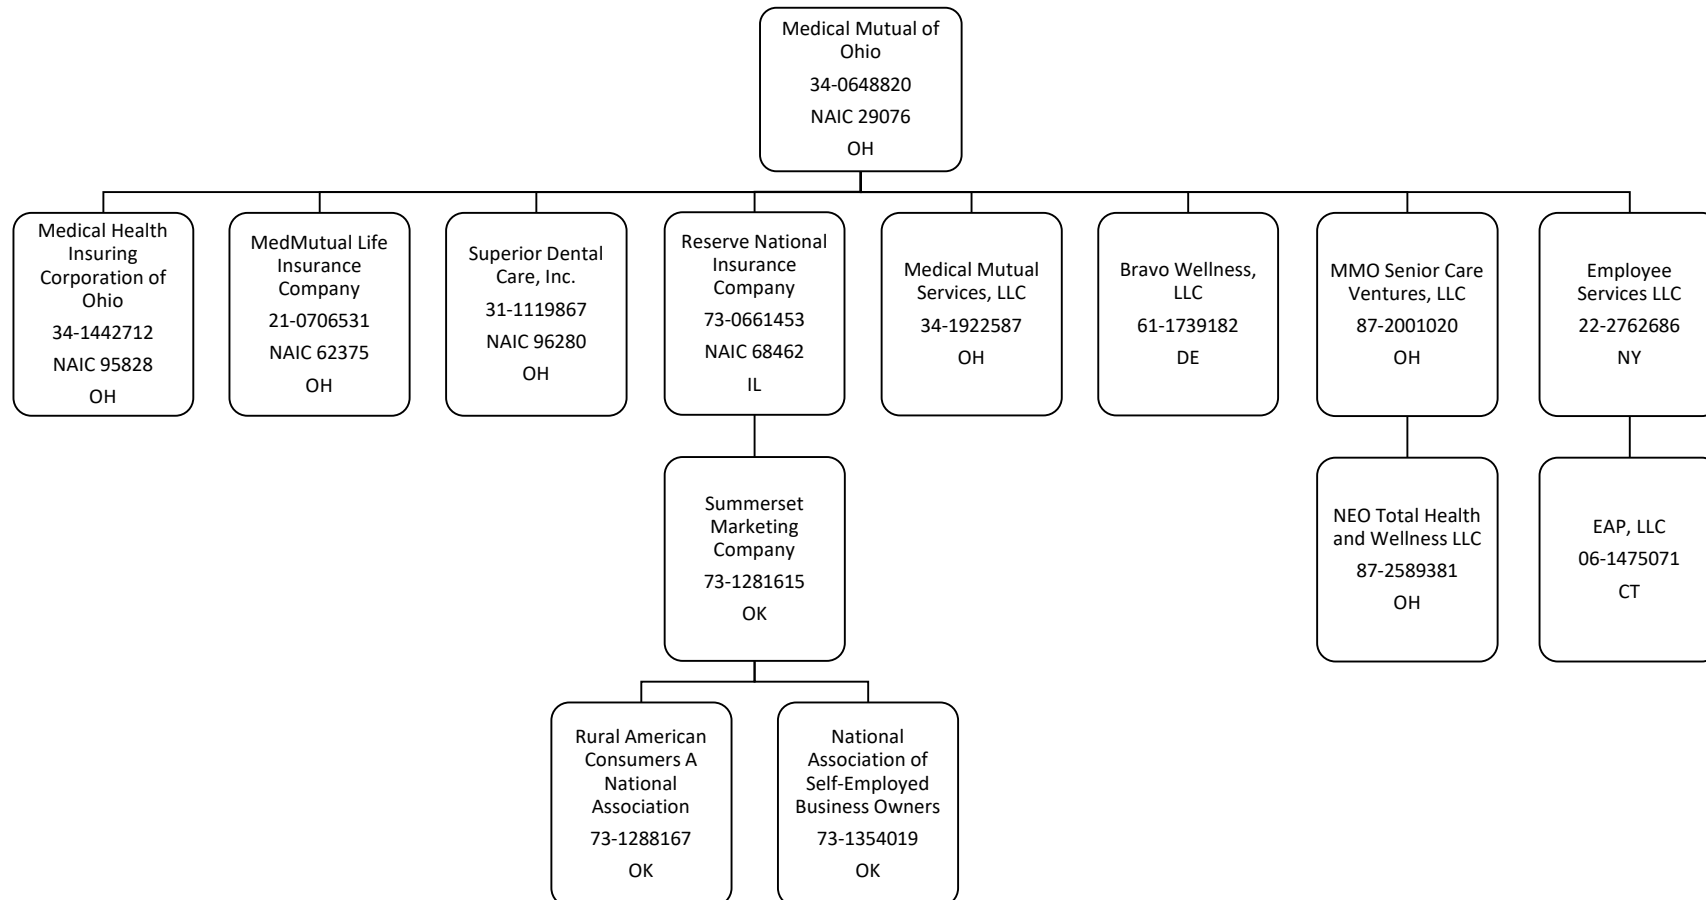 Medical Mutual of
Ohio
34-0648820
NAIC 29076
OH
Medical Health
Insuring
Corporation of
Ohio
34-1442712
NAIC 95828
OH
MedMutual Life
Insurance
Company
21-0706531
NAIC 62375
OH
Superior Dental
Care, Inc.
31-1119867
NAIC 96280
OH
Reserve National
Insurance
Company
73-0661453
NAIC 68462
IL
Medical Mutual
Services, LLC
34-1922587
OH
Bravo Wellness,
LLC
61-1739182
DE
MMO Senior Care
Ventures, LLC
87-2001020
OH
Employee
Services LLC
22-2762686
NY
Summerset
Marketing
Company
73-1281615
OK
NEO Total Health
and Wellness LLC
87-2589381
OH
EAP, LLC
06-1475071
CT
Rural American
Consumers A
National
Association
73-1288167
OK
National
Association of
Self-Employed
Business Owners
73-1354019
OK